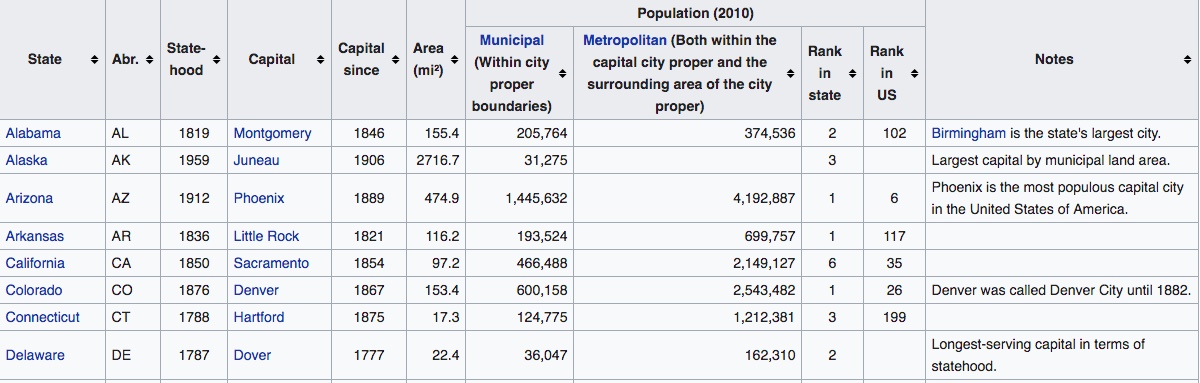 Population (2010)
State Abr. State-hood Capital Capital since Area (mi²) Municipal (Within city proper boundaries) Metropolitan (Both within the capital city proper and the surrounding area of the city proper) Rank in state Rank in US Notes
Alabama AL 1819 Montgomery 1846 155.4 205,764 374,536 2 102 Birmingham is the state's largest city.
Alaska AK 1959 Juneau 1906 2716.7 31,275 3 Largest capital by municipal land area.
Arizona AZ 1912 Phoenix 1889 474.9 1,445,632 4,192,887 1 6 Phoenix is the most populous capital city
in the United States of America.
Arkansas AR 1836 Little Rock 1821 116.2 193,524 699,757 1 117
California CA 1850 Sacramento 1854 97.2 466,488 2,149,127 6 35
Colorado CO 1876 Denver 1867 153.4 600,158 2,543,482 1 26 Denver was called Denver City until 1882.
Connecticut CT 1788 Hartford 1875 17.3 124,775 1,212,381 3 199
Delaware DE 1787 Dover 1777 22.4 36,047 162,310 2 Longest-serving capital in terms of
statehood.